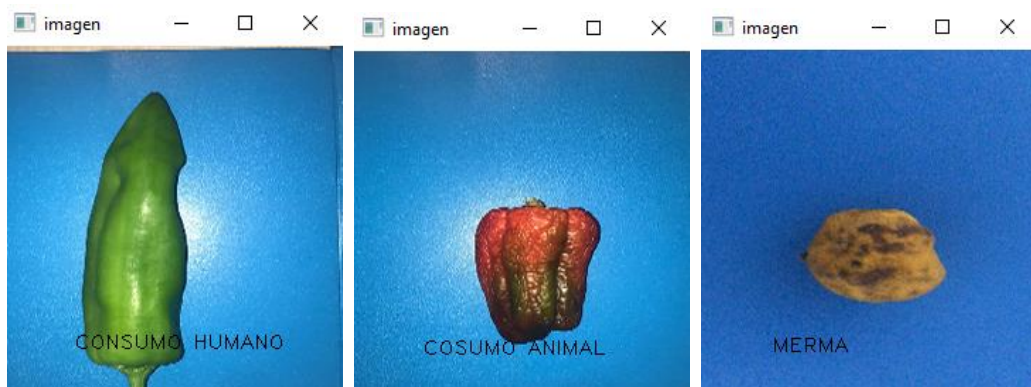 imagen
CONSUMO HUMANO
imagen
COSUMO ANIMAL
imagen
MERMA